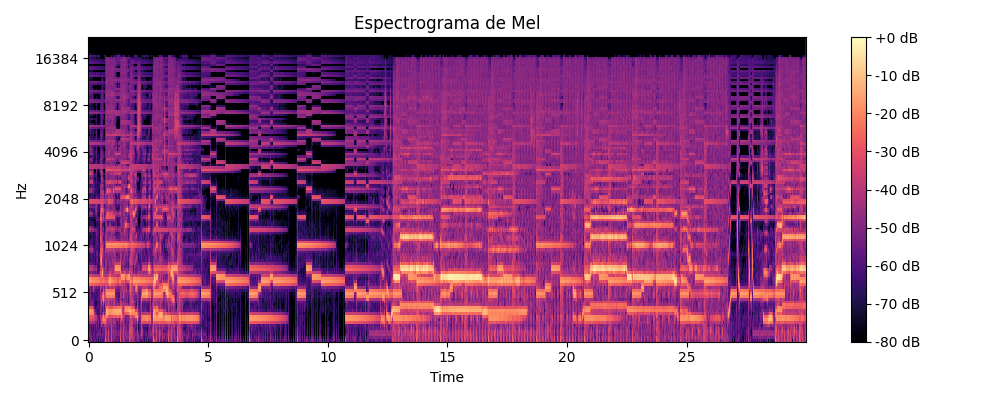 Espectrograma de Mel
16384
8192
4096
2048
1024
512
0
Hz
0
5
10
15
20
25
Time
+0 dB
-10 dB
-20 dB
-30 dB
-40 dB
-50 dB
-60 dB
-70 dB
-80 dB